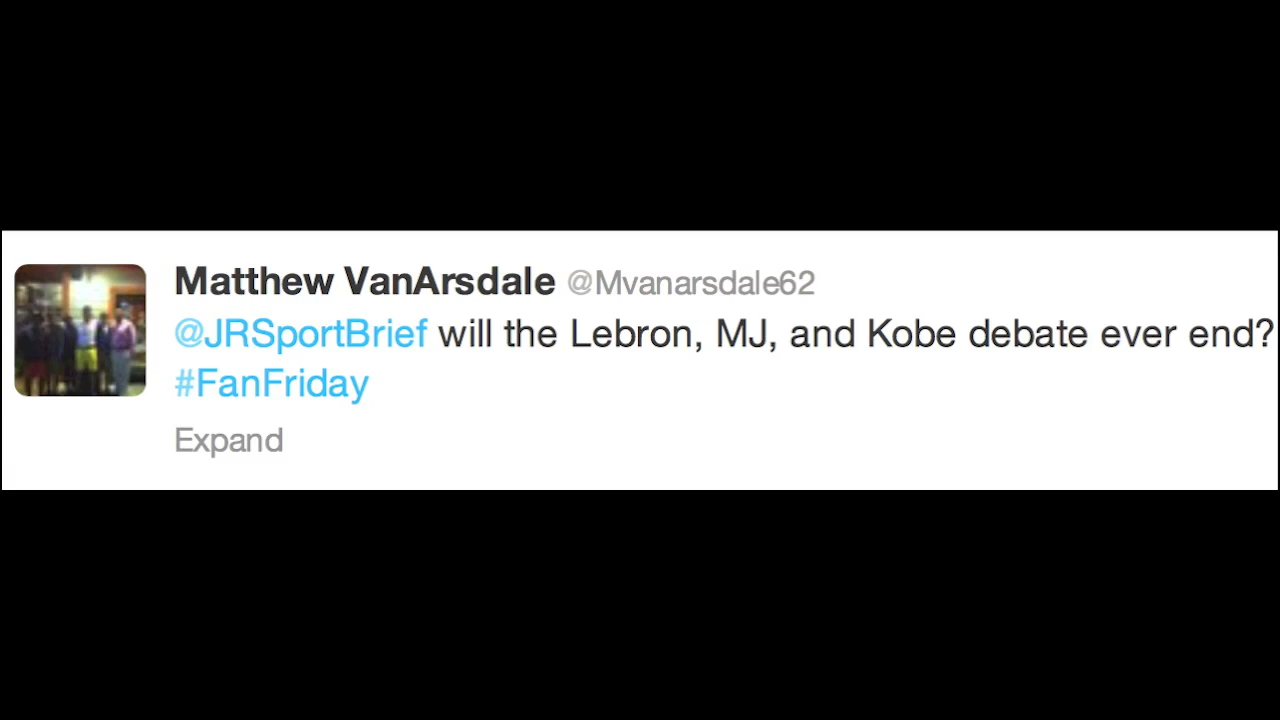 Matthew VanArsdale @Mvanarsdale62
@JRSportBrief will the Lebron, MJ, and Kobe debate ever end?
#FanFriday
Expand